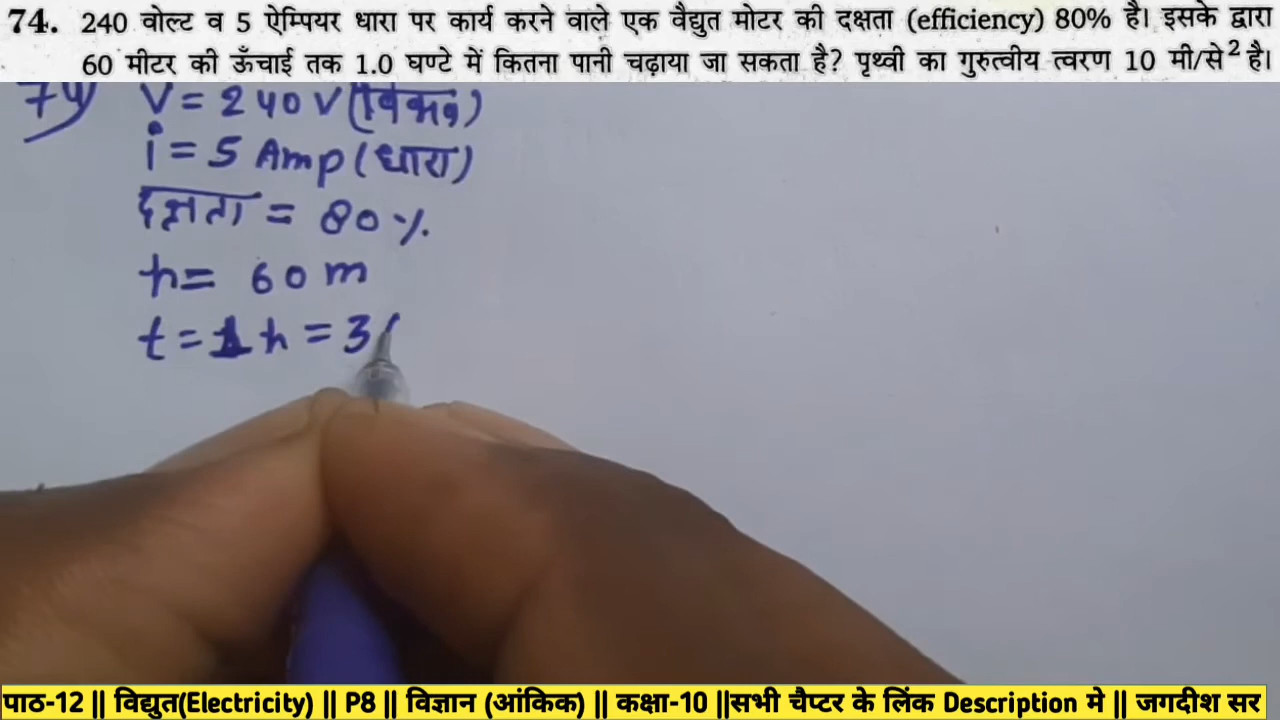 74. 240 वोल्ट व 5 ऐम्पियर धारा पर कार्य करने वाले एक वैद्युत मोटर की दक्षता (efficiency) 80% है। इसके द्वारा
60 मीटर की ऊँचाई तक 1.0 घण्टे में कितना पानी चढ़ाया जा सकता है? पृथ्वी का गुरुत्वीय त्वरण 10 मी/से² है।
74) V = 240 V
i = 5 Amp (धारा)
दक्षता = 80%
h = 60 m
t = 1 h = 3
पाठ-12 || विद्युत(Electricity) || P8 || विज्ञान (आंकिक) || कक्षा-10 ||सभी चैप्टर के लिंक Description मे || जगदीश सर